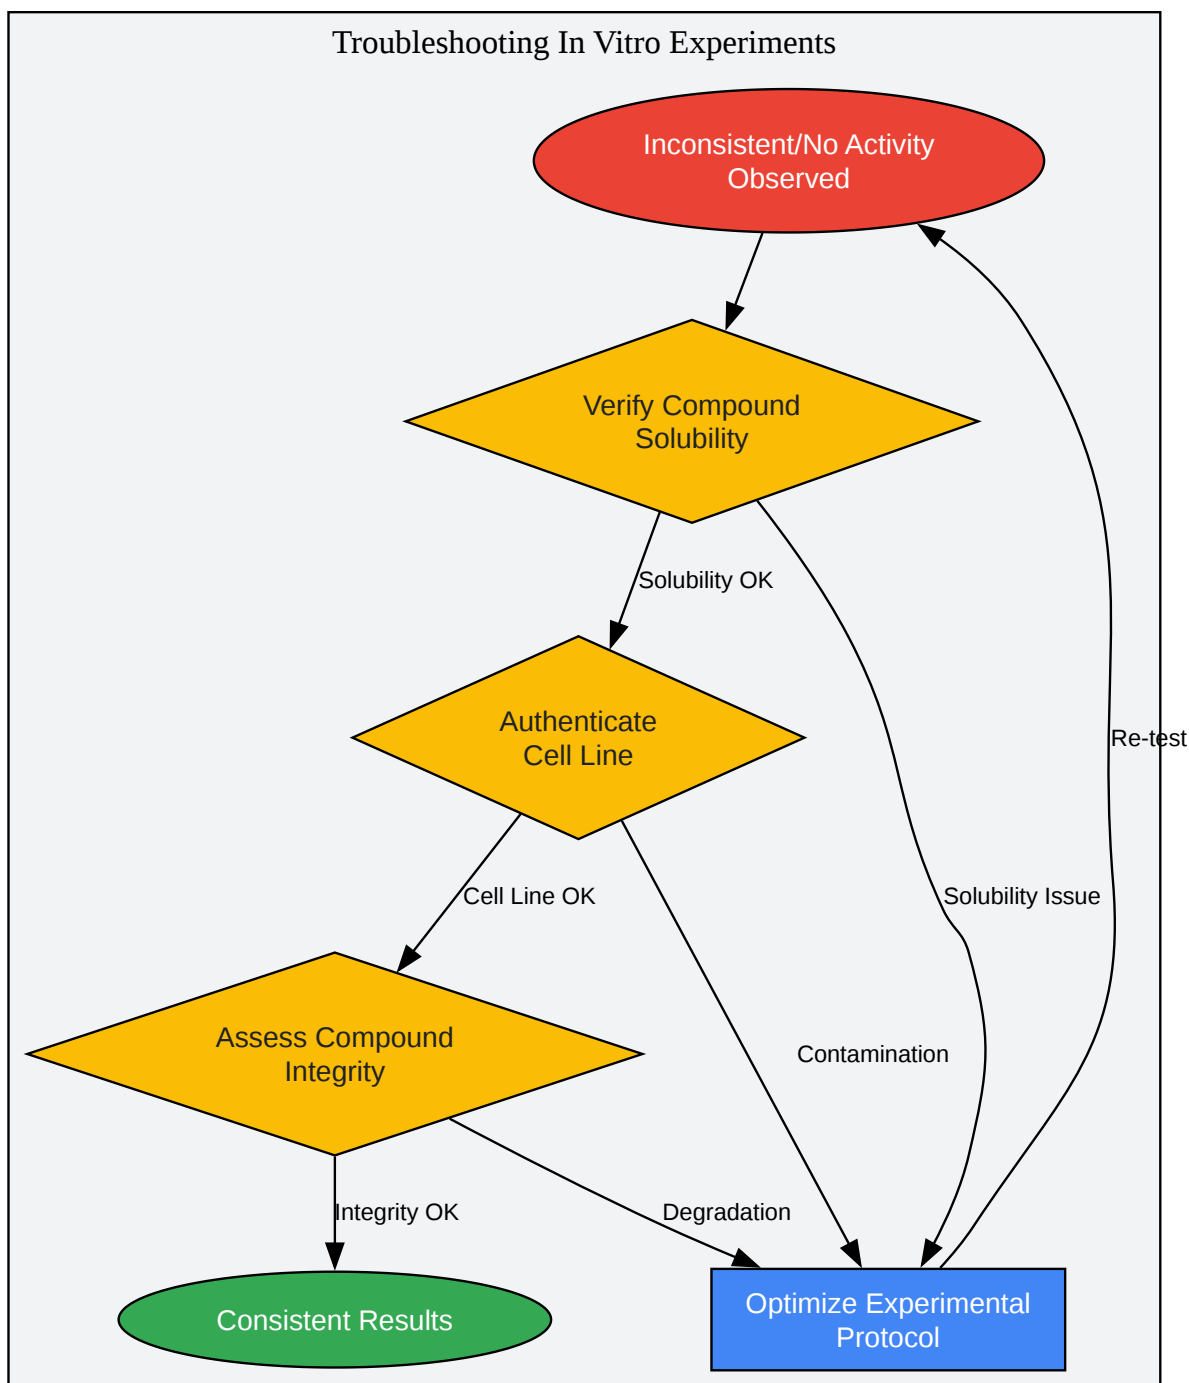 Troubleshooting In Vitro Experiments
Inconsistent/No Activity
Observed
Verify Compound
Solubility
Solubility OK
Authenticate
Cell Line
Re-test
Cell Line OK
Solubility Issue
Assess Compound
Integrity
Contamination
Integrity OK
Degradation
Consistent Results
Optimize Experimental
Protocol